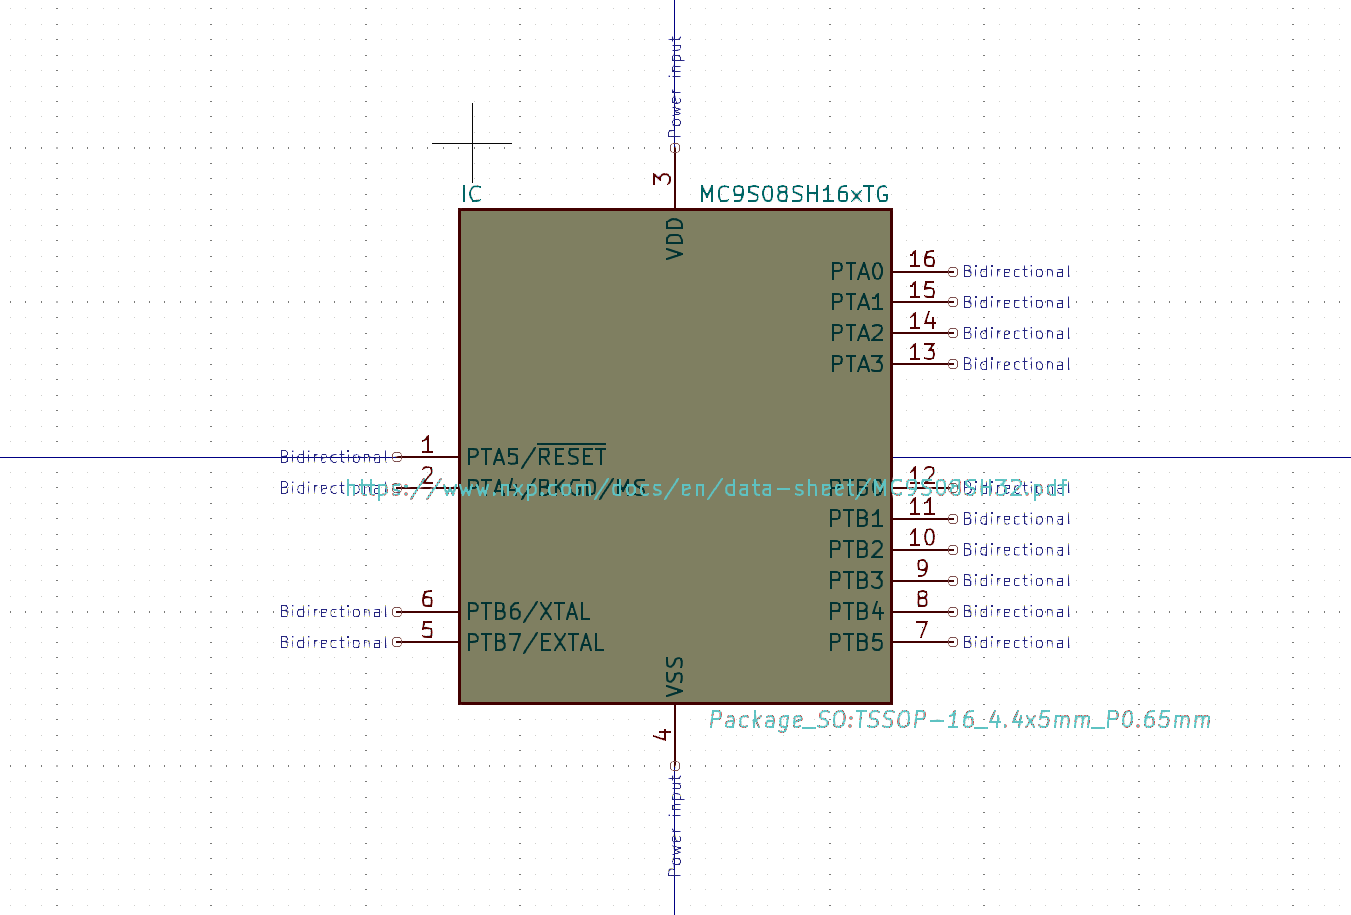 Power input
3
IC MC9S08SH16xTG
VDD
PTA0 16 Bidirectional
PTA1 15 Bidirectional
PTA2 14 Bidirectional
PTA3 13 Bidirectional
Bidirectional 1 PTA5/RESET
Bidirectional 2 PTA4/BKGD/MS PTB0 12 Bidirectional
https://www.nxp.com/docs/en/data-sheet/MC9S08SH32.pdf
PTB1 11 Bidirectional
PTB2 10 Bidirectional
PTB3 9 Bidirectional
Bidirectional 6 PTB6/XTAL PTB4 8 Bidirectional
Bidirectional 5 PTB7/EXTAL PTB5 7 Bidirectional
VSS
Package_SO:TSSOP-16_4.4x5mm_P0.65mm
4
Power input